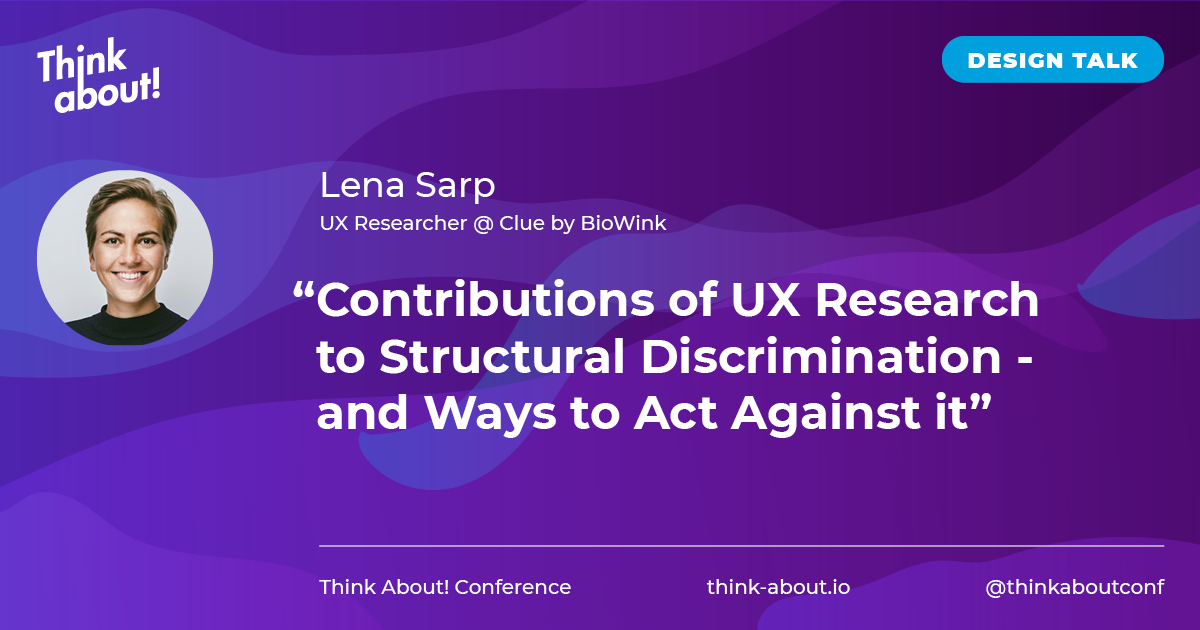 Think
about!
DESIGN TALK
Lena Sarp
UX Researcher @ Clue by BioWink
“Contributions of UX Research
to Structural Discrimination -
and Ways to Act Against it”
Think About! Conference
think-about.io
@thinkaboutconf